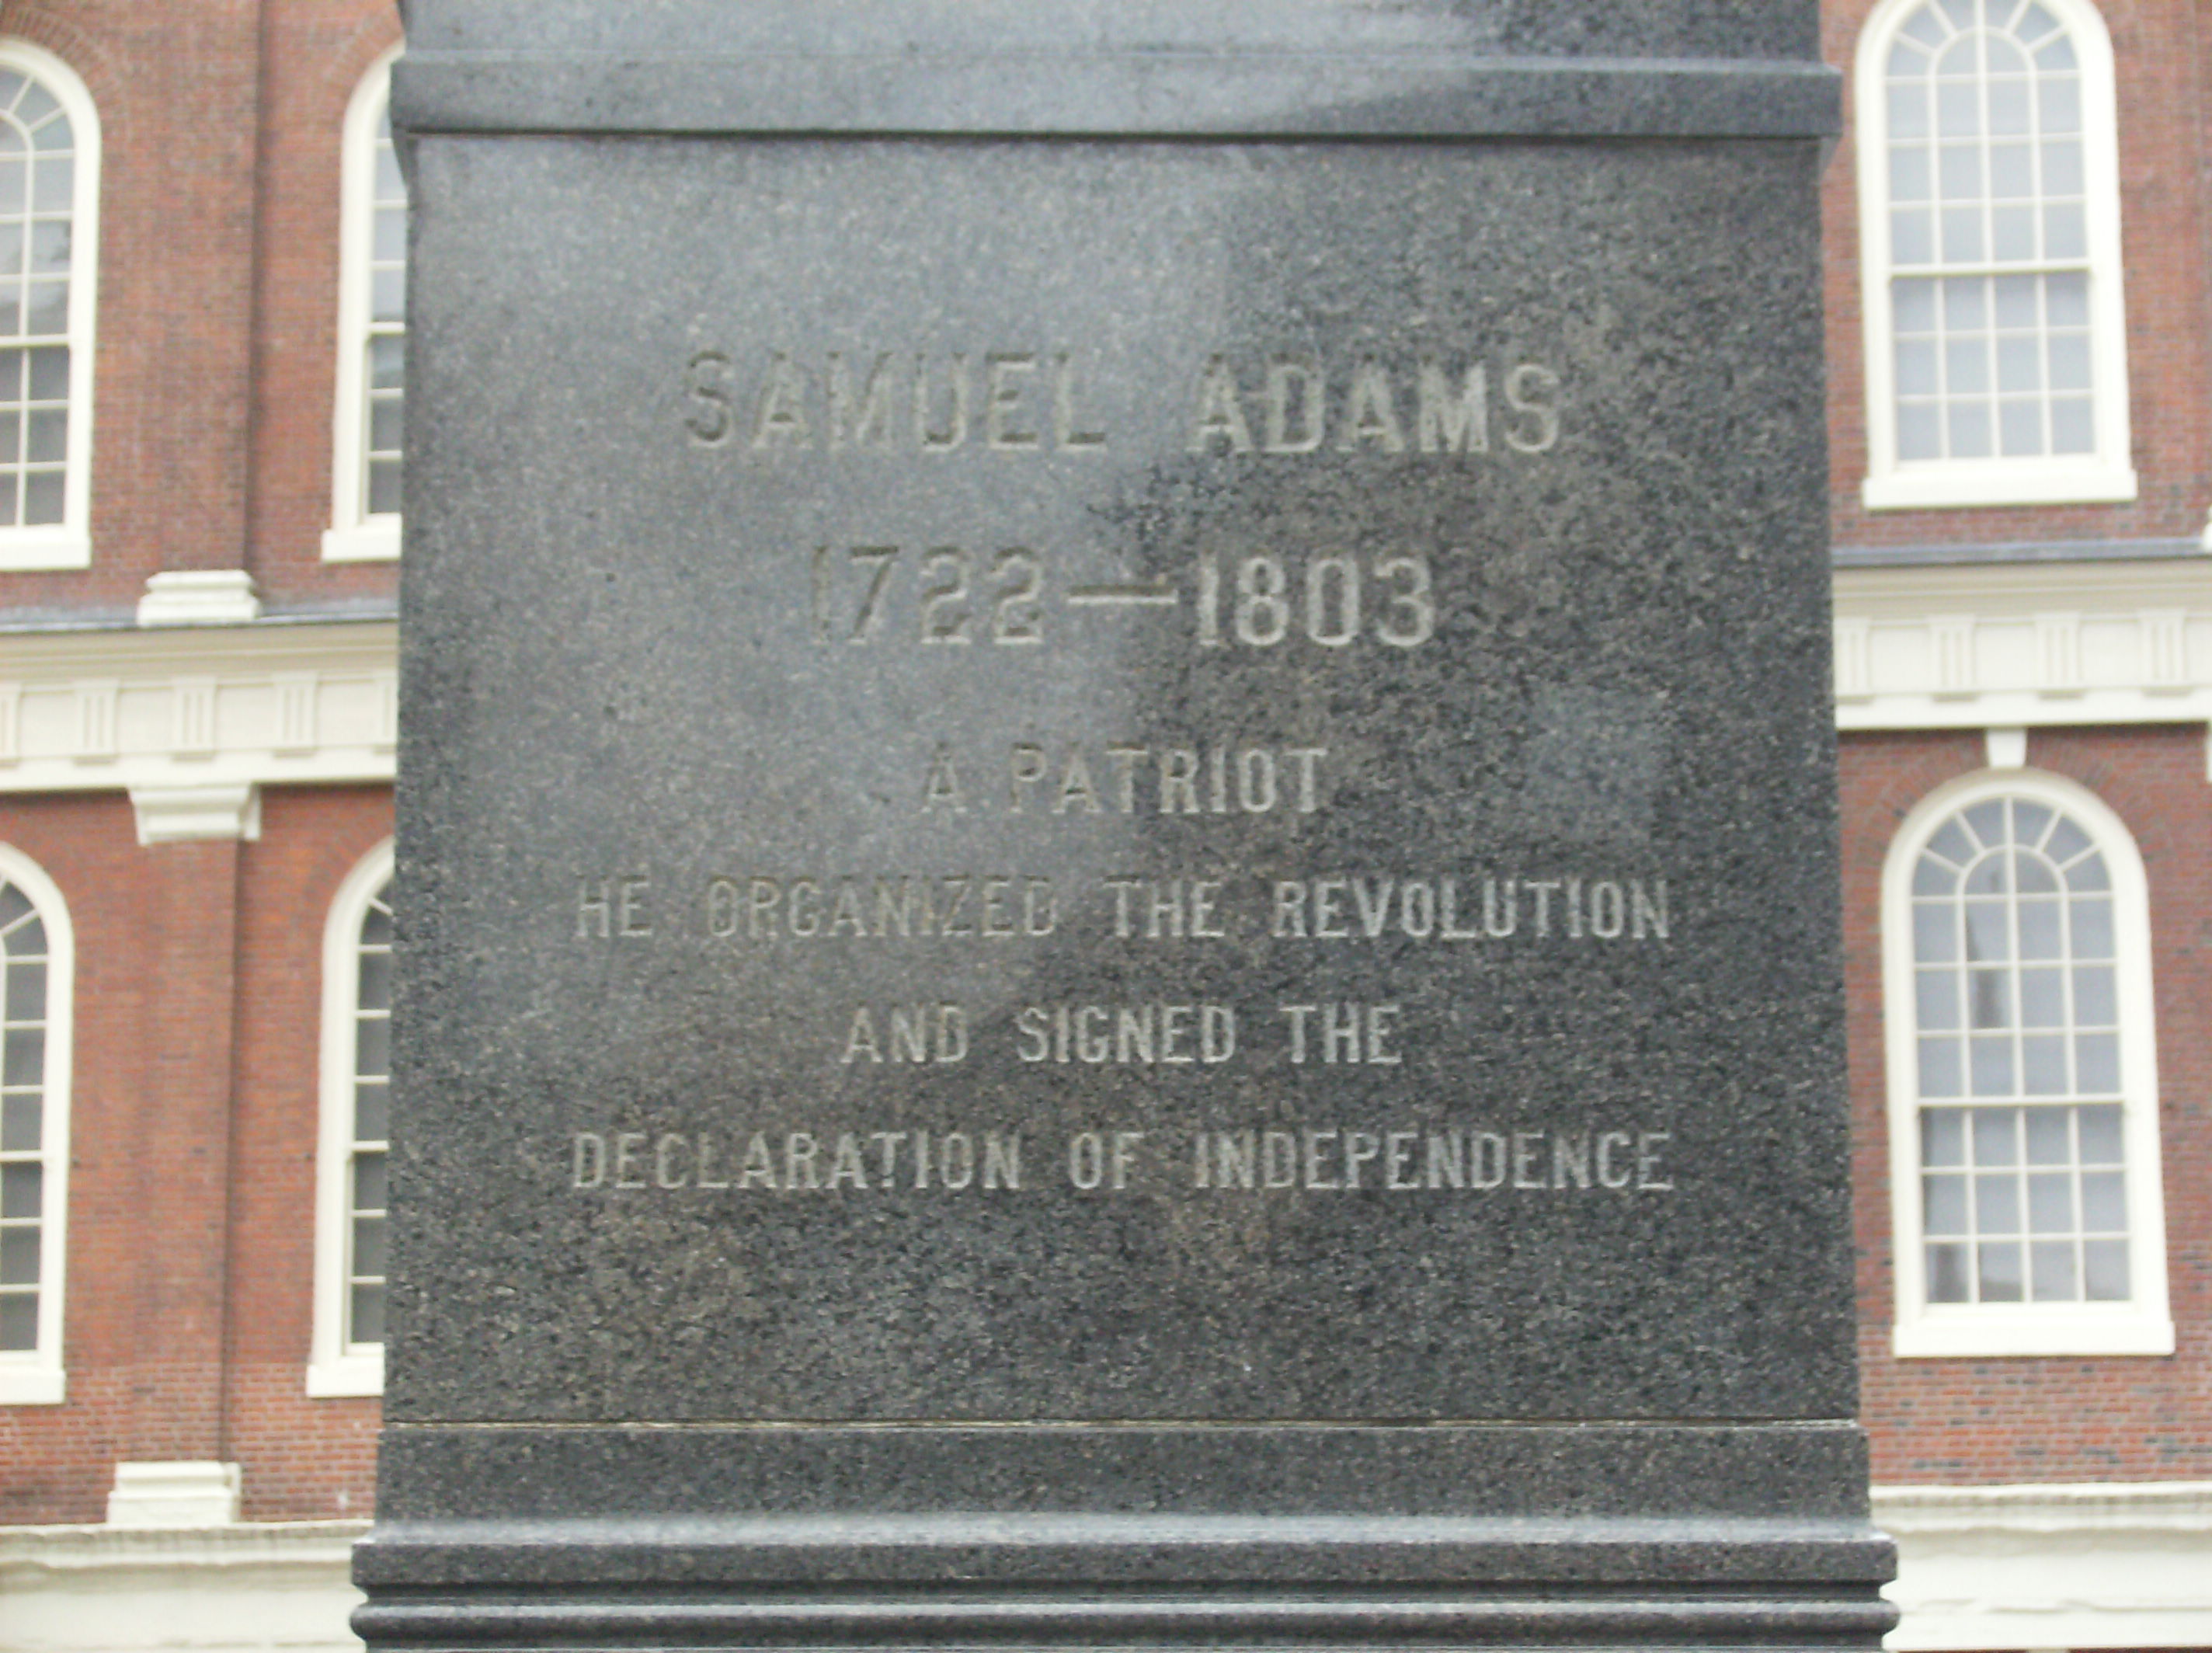 SAMUEL ADAMS
1722—1803
A PATRIOT
HE ORGANIZED THE REVOLUTION
AND SIGNED THE
DECLARATION OF INDEPENDENCE